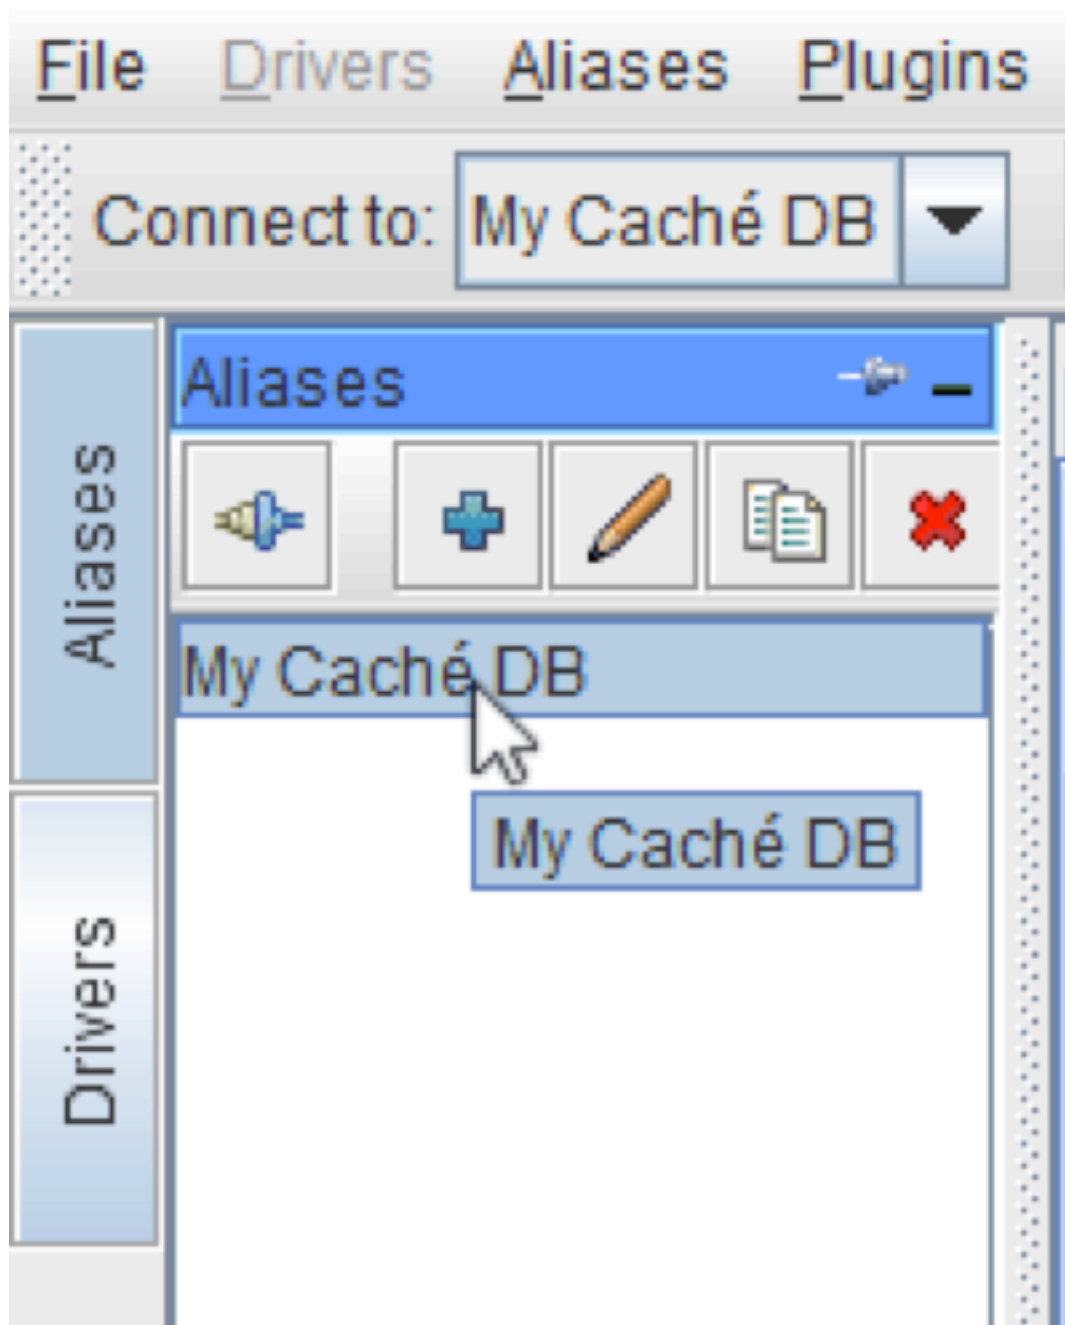 File Drivers Aliases Plugins
Connect to: My Caché DB
Aliases
Aliases
My Caché DB
My Caché DB
Drivers